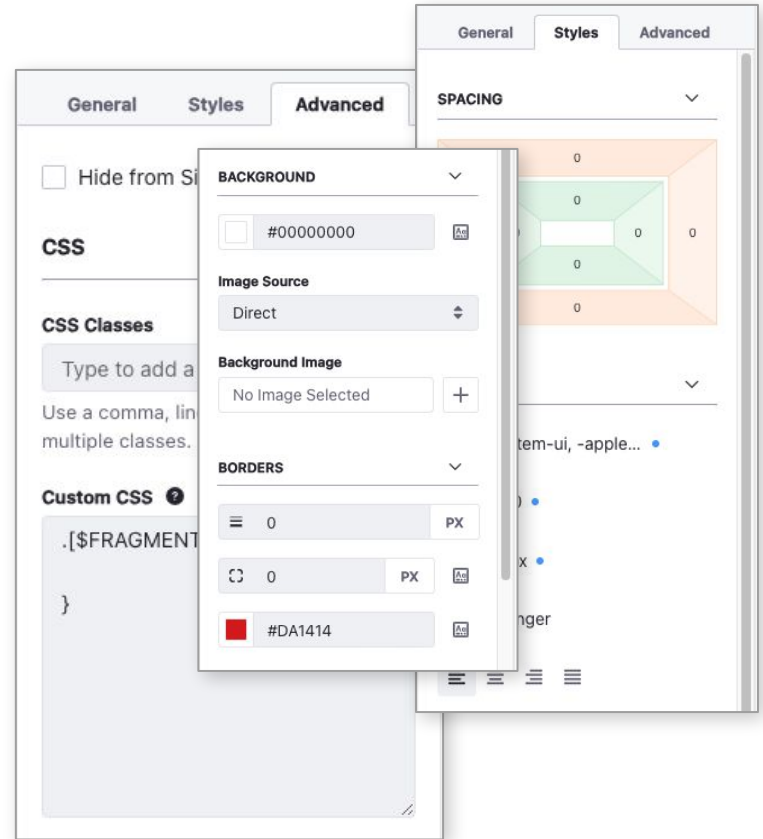 General Styles Advanced
SPACING
0
0
0 0
0
0
tem-ui, -apple...
x
nger
General Styles Advanced
Hide from Si
CSS
CSS Classes
Type to add a
Use a comma, lin
multiple classes.
Custom CSS
.[$FRAGMENT
}
BACKGROUND
#00000000
Image Source
Direct
Background Image
No Image Selected
BORDERS
0 PX
0 PX
#DA1414